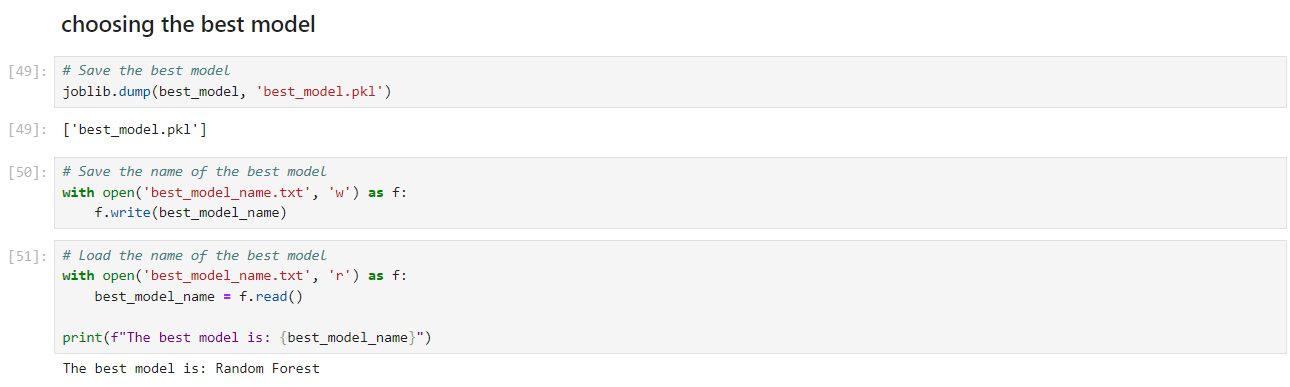 choosing the best model
[49]: # Save the best model
joblib.dump(best_model, 'best_model.pkl')
[49]: ['best_model.pkl']
[50]: # Save the name of the best model
with open('best_model_name.txt', 'w') as f:
    f.write(best_model_name)
[51]: # Load the name of the best model
with open('best_model_name.txt', 'r') as f:
    best_model_name = f.read()
print(f"The best model is: {best_model_name}")
The best model is: Random Forest